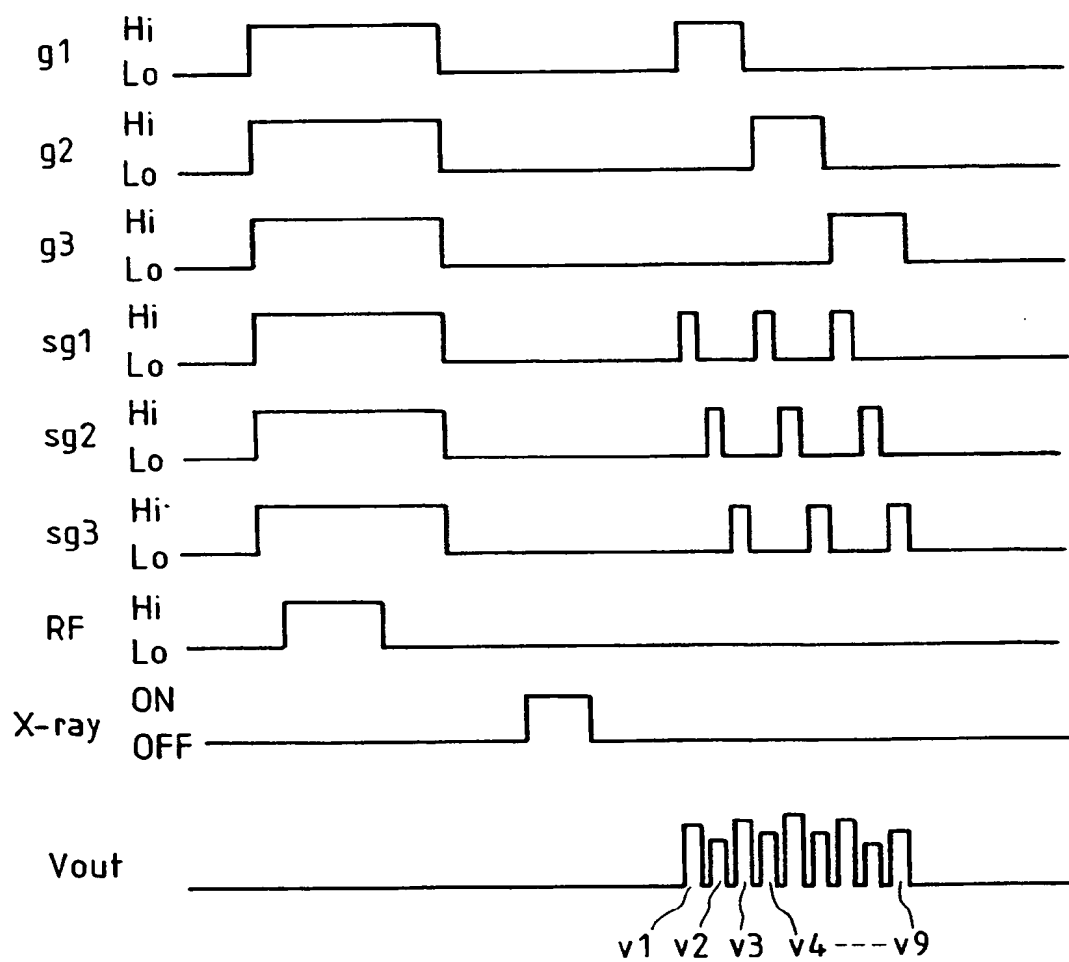 g1 Hi
Lo
g2 Hi
Lo
g3 Hi
Lo
sg1 Hi
Lo
sg2 Hi
Lo
sg3 Hi
Lo
RF Hi
Lo
X-ray ON
OFF
Vout
v1 v2 v3 v4 --- v9